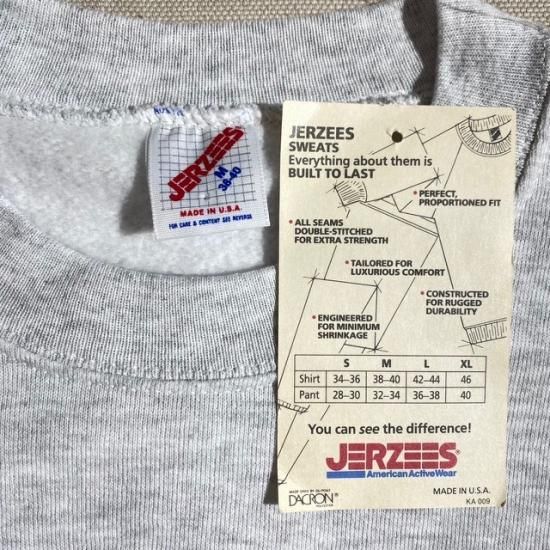 JERZEES
M
38-40
MADE IN U.S.A.
FOR CARE & CONTENT SEE REVERSE
JERZEES
SWEATS
Everything about them is
BUILT TO LAST
• PERFECT,
PROPORTIONED FIT
• ALL SEAMS
DOUBLE-STITCHED
FOR EXTRA STRENGTH
• TAILORED FOR
LUXURIOUS COMFORT
• CONSTRUCTED
FOR RUGGED
DURABILITY
• ENGINEERED
FOR MINIMUM
SHRINKAGE
S M L XL
Shirt 34–36 38–40 42–44 46
Pant 28–30 32–34 36–38 40
You can see the difference!
JERZEES®
American ActiveWear
DACRON®
MADE IN U.S.A.
KA 009